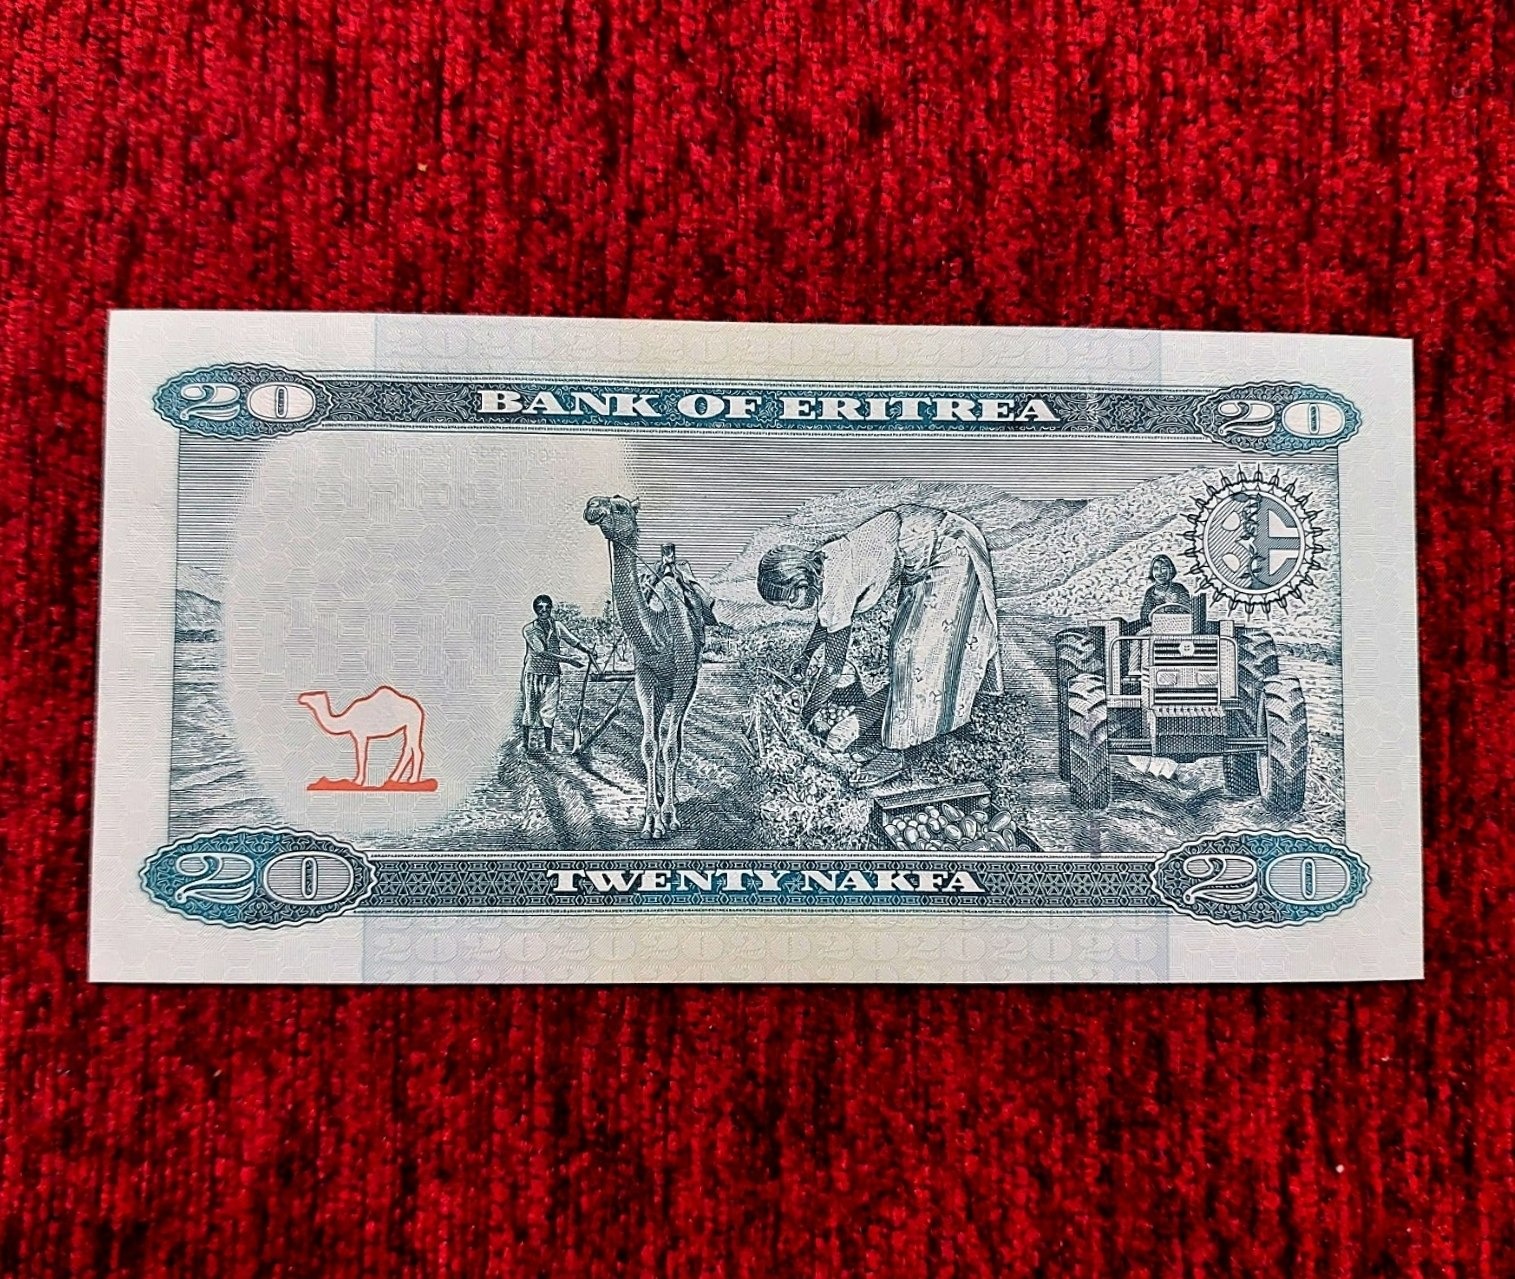 20 BANK OF ERITREA 20
20 TWENTY NAKFA 20